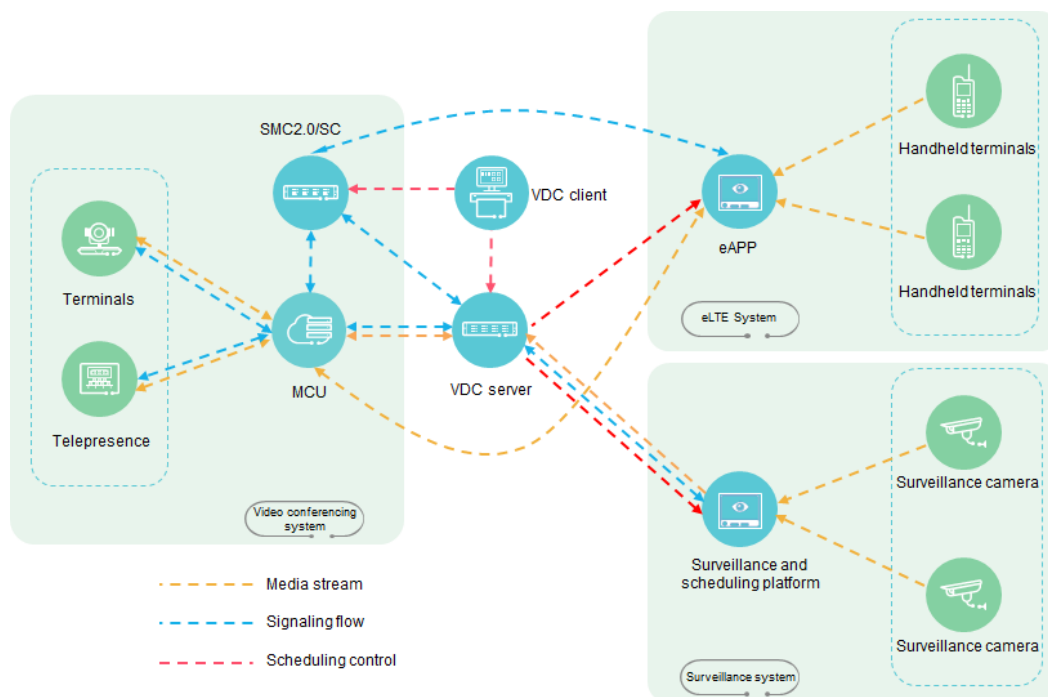 SMC2.0/SC
VDC client
Terminals
MCU
VDC server
Telepresence
Video conferencing
system
Handheld terminals
eAPP
Handheld terminals
eLTE System
Surveillance camera
Surveillance and
scheduling platform
Surveillance camera
Surveillance system
Media stream
Signaling flow
Scheduling control